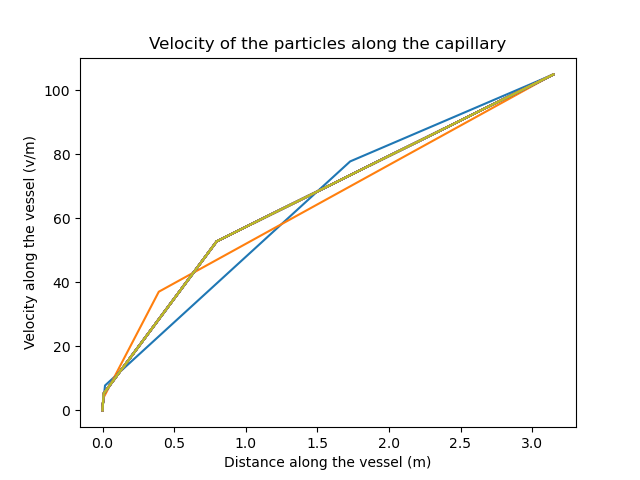 Velocity of the particles along the capillary
100
80
60
40
20
0
Velocity along the vessel (v/m)
0.0 0.5 1.0 1.5 2.0 2.5 3.0
Distance along the vessel (m)